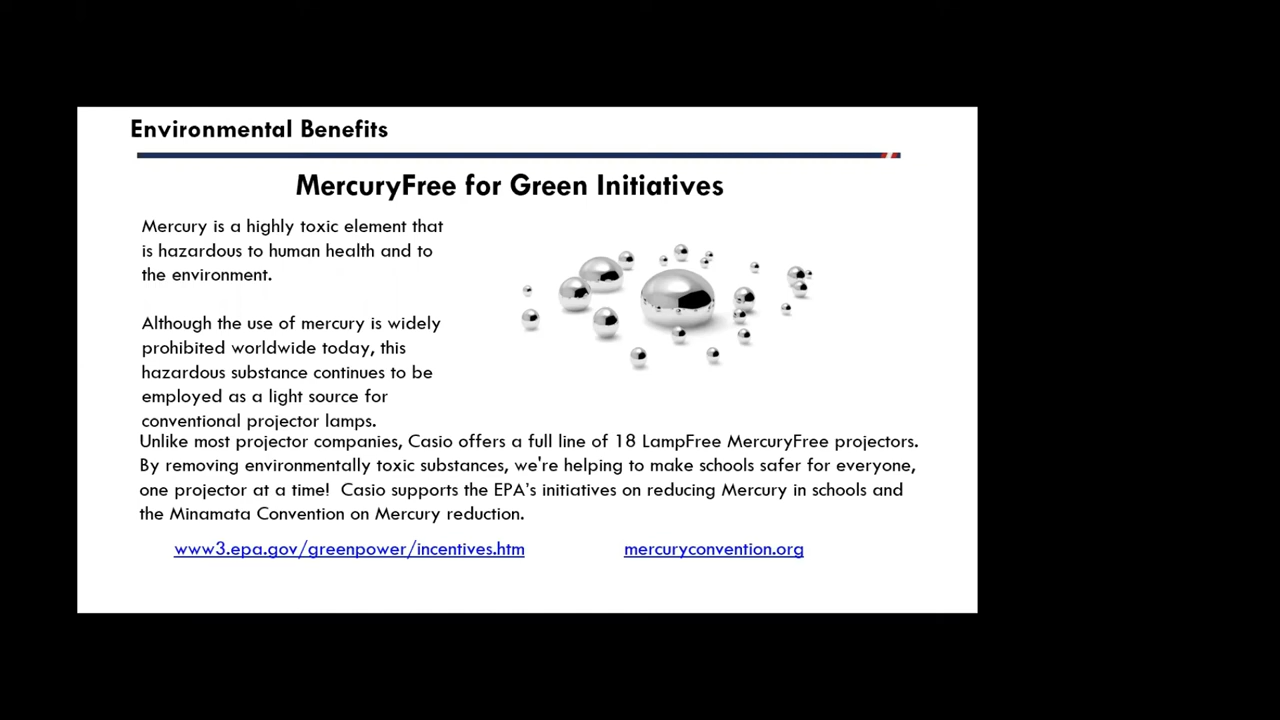 Environmental Benefits
MercuryFree for Green Initiatives
Mercury is a highly toxic element that
is hazardous to human health and to
the environment.
Although the use of mercury is widely
prohibited worldwide today, this
hazardous substance continues to be
employed as a light source for
conventional projector lamps.
Unlike most projector companies, Casio offers a full line of 18 LampFree MercuryFree projectors.
By removing environmentally toxic substances, we're helping to make schools safer for everyone,
one projector at a time!  Casio supports the EPA's initiatives on reducing Mercury in schools and
the Minamata Convention on Mercury reduction.
www3.epa.gov/greenpower/incentives.htm
mercuryconvention.org